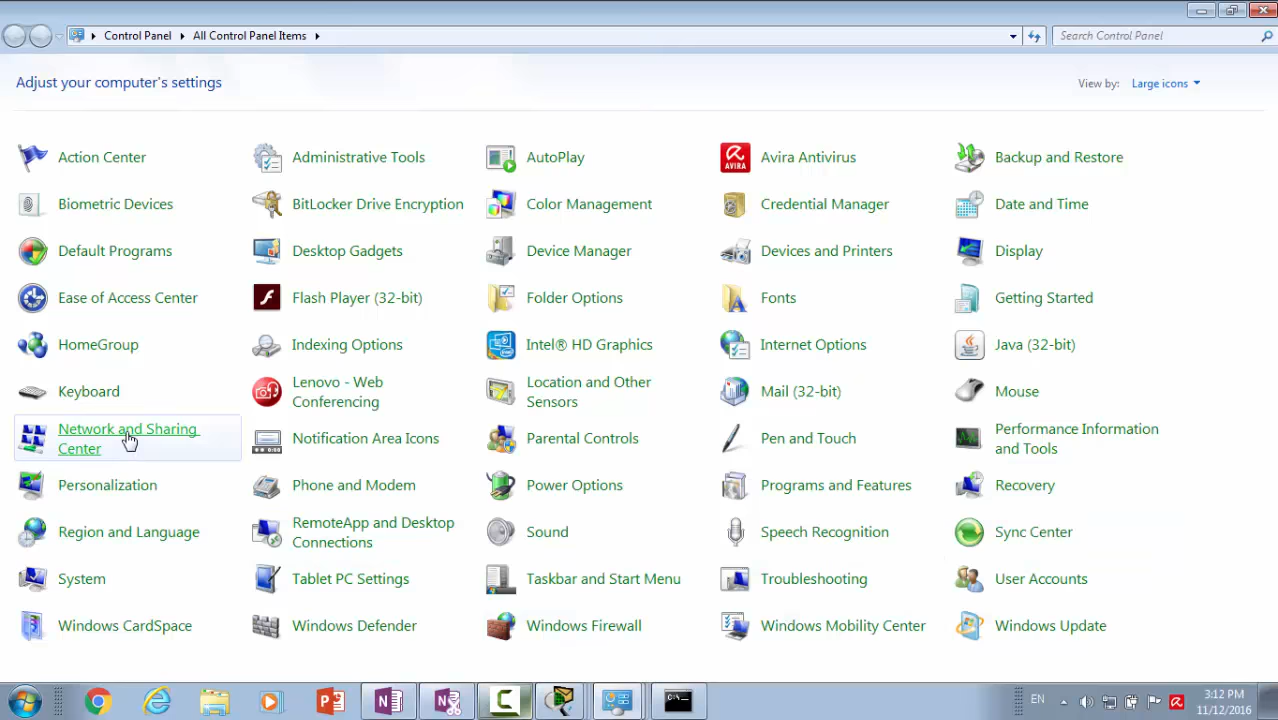 Control Panel All Control Panel Items
Search Control Panel
Adjust your computer's settings
View by: Large icons
Action Center
Administrative Tools
AutoPlay
AVIRA
Avira Antivirus
Backup and Restore
Biometric Devices
BitLocker Drive Encryption
Color Management
Credential Manager
Date and Time
Default Programs
Desktop Gadgets
Device Manager
Devices and Printers
Display
Ease of Access Center
Flash Player (32-bit)
Folder Options
Fonts
Getting Started
HomeGroup
Indexing Options
Intel® HD Graphics
Internet Options
Java (32-bit)
Keyboard
Lenovo - Web
Conferencing
Location and Other
Sensors
Mail (32-bit)
Mouse
Network and Sharing
Center
Notification Area Icons
Parental Controls
Pen and Touch
Performance Information
and Tools
Personalization
Phone and Modem
Power Options
Programs and Features
Recovery
Region and Language
RemoteApp and Desktop
Connections
Sound
Speech Recognition
Sync Center
System
Tablet PC Settings
Taskbar and Start Menu
Troubleshooting
User Accounts
Windows CardSpace
Windows Defender
Windows Firewall
Windows Mobility Center
Windows Update
EN
3:12 PM
11/12/2016